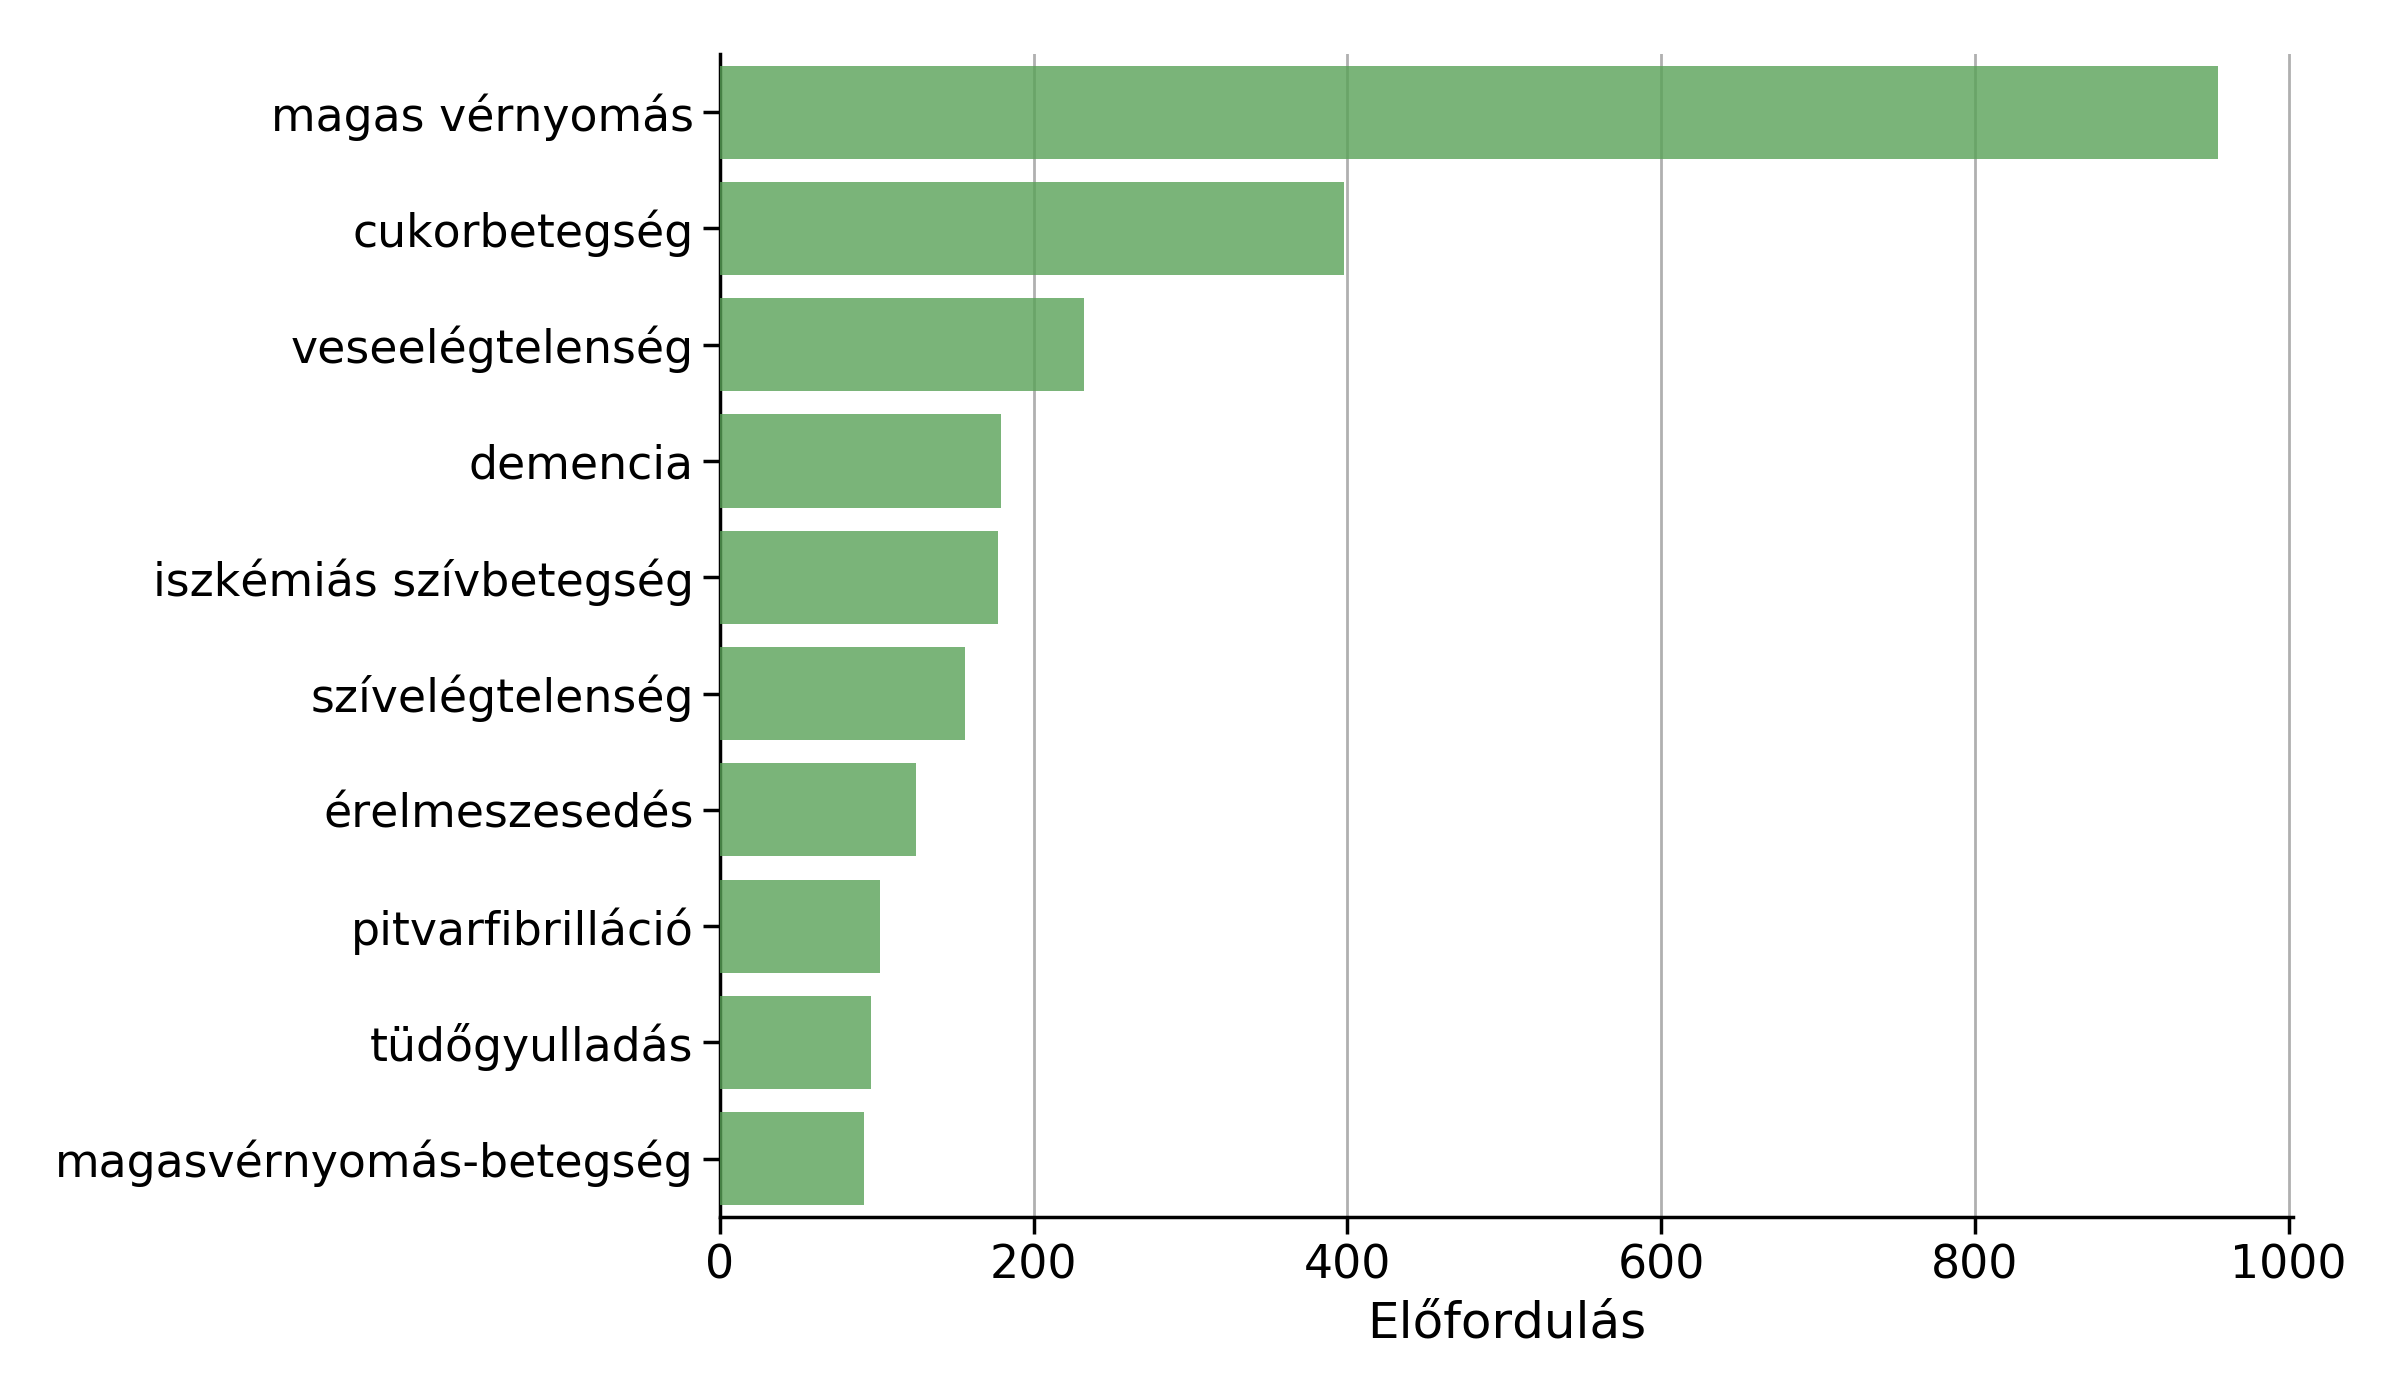 magas vérnyomás
cukorbetegség
veseelégtelenség
demencia
iszkémiás szívbetegség
szívelégtelenség
érelmeszesedés
pitvarfibrilláció
tüdőgyulladás
magasvérnyomás-betegség
0 200 400 600 800 1000
Előfordulás